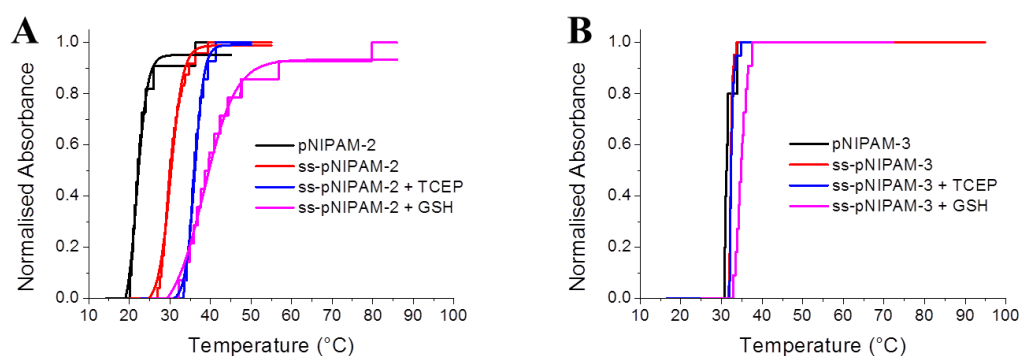 A
Normalised Absorbance
1.0
0.8
0.6
0.4
0.2
0.0
pNIPAM-2
ss-pNIPAM-2
ss-pNIPAM-2 + TCEP
ss-pNIPAM-2 + GSH
10 20 30 40 50 60 70 80 90 100
Temperature (°C)
B
Normalised Absorbance
1.0
0.8
0.6
0.4
0.2
0.0
pNIPAM-3
ss-pNIPAM-3
ss-pNIPAM-3 + TCEP
ss-pNIPAM-3 + GSH
10 20 30 40 50 60 70 80 90 100
Temperature (°C)